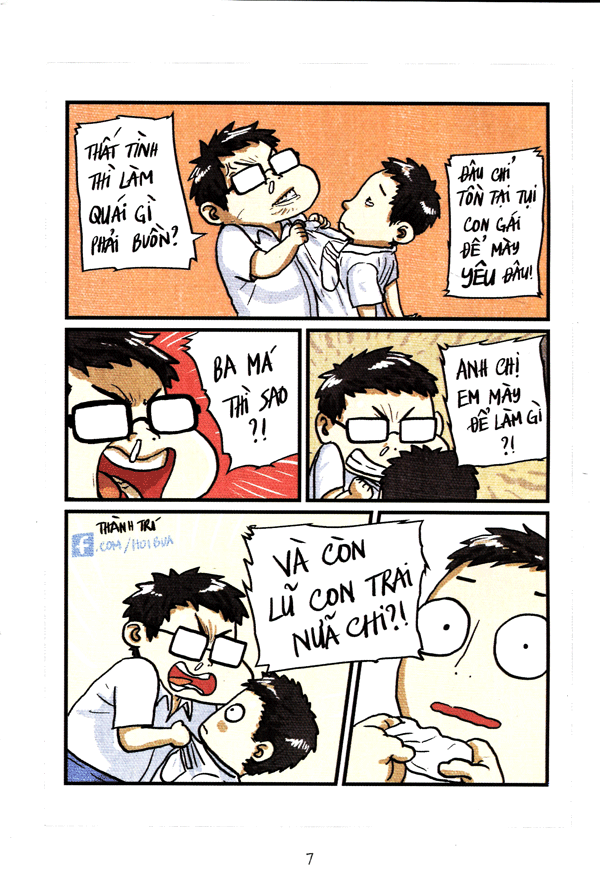 THẤT TÌNH
THÌ LÀM
QUÁI GÌ
PHẢI BUỒN?
ĐÂU CHỈ
TỒN TẠI TỤI
CON GÁI
ĐỂ MÀY
YÊU ĐÂU!
BA MÁ
THÌ SAO
?!
ANH CHỊ
EM MÀY
ĐỂ LÀM GÌ
?!
THÀNH TRÍ
f.COM/HOIBUA
VÀ CÒN
LŨ CON TRAI
NỮA CHI?!
7